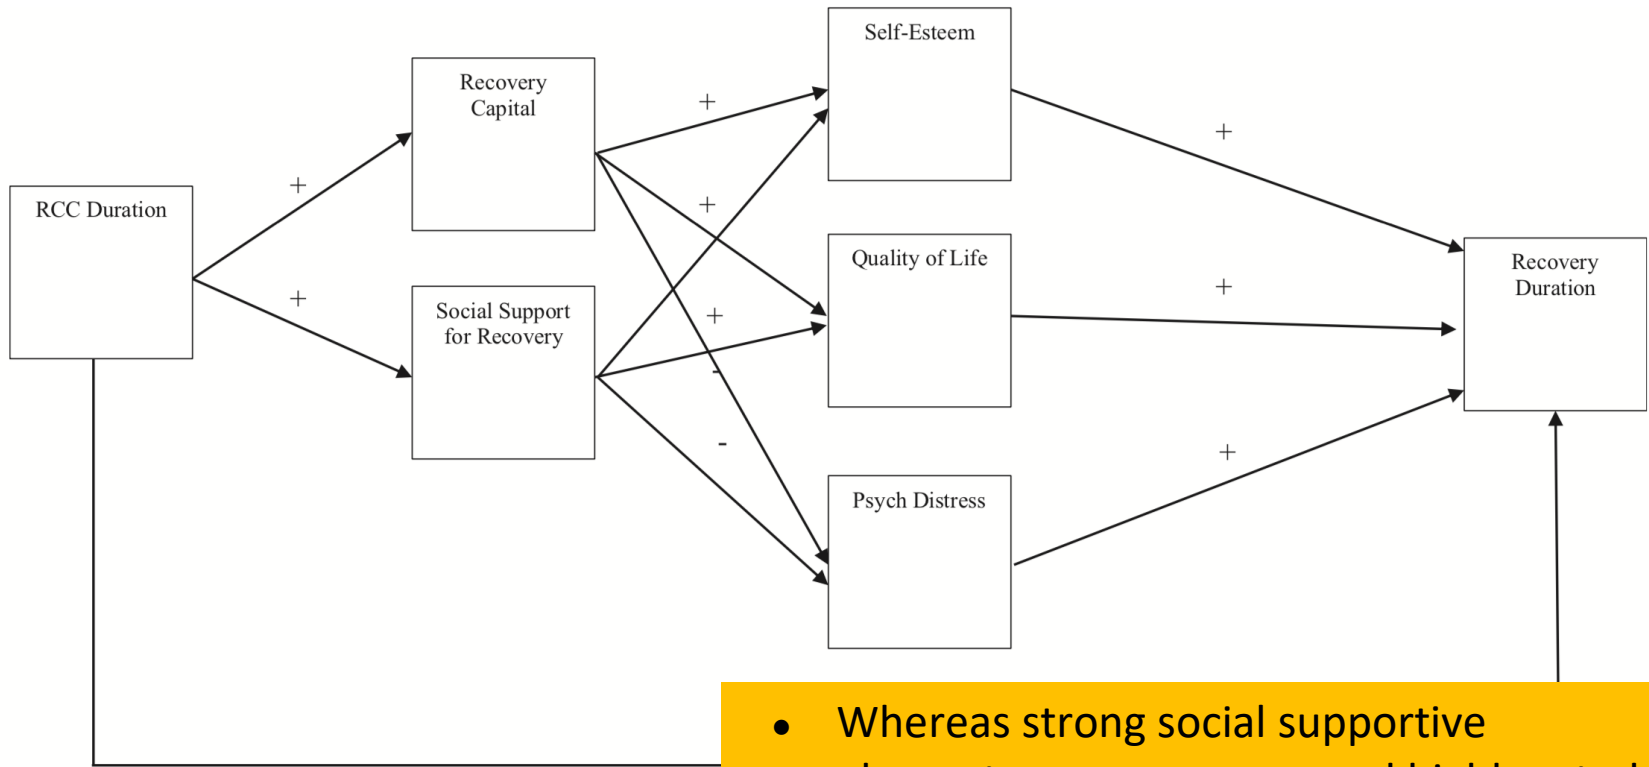 Self-Esteem
Recovery
Capital
+
+
+
RCC Duration
+
Quality of Life
Recovery
Duration
+
+
Social Support
for Recovery
+
-
-
+
Psych Distress
• Whereas strong social supportive